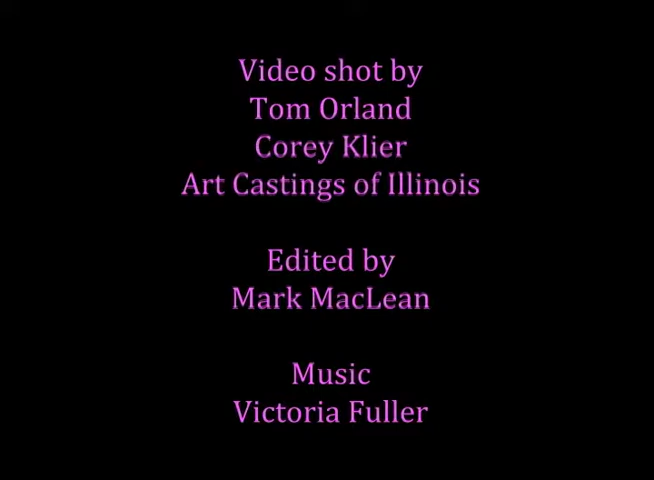 Video shot by
Tom Orland
Corey Klier
Art Castings of Illinois
Edited by
Mark MacLean
Music
Victoria Fuller